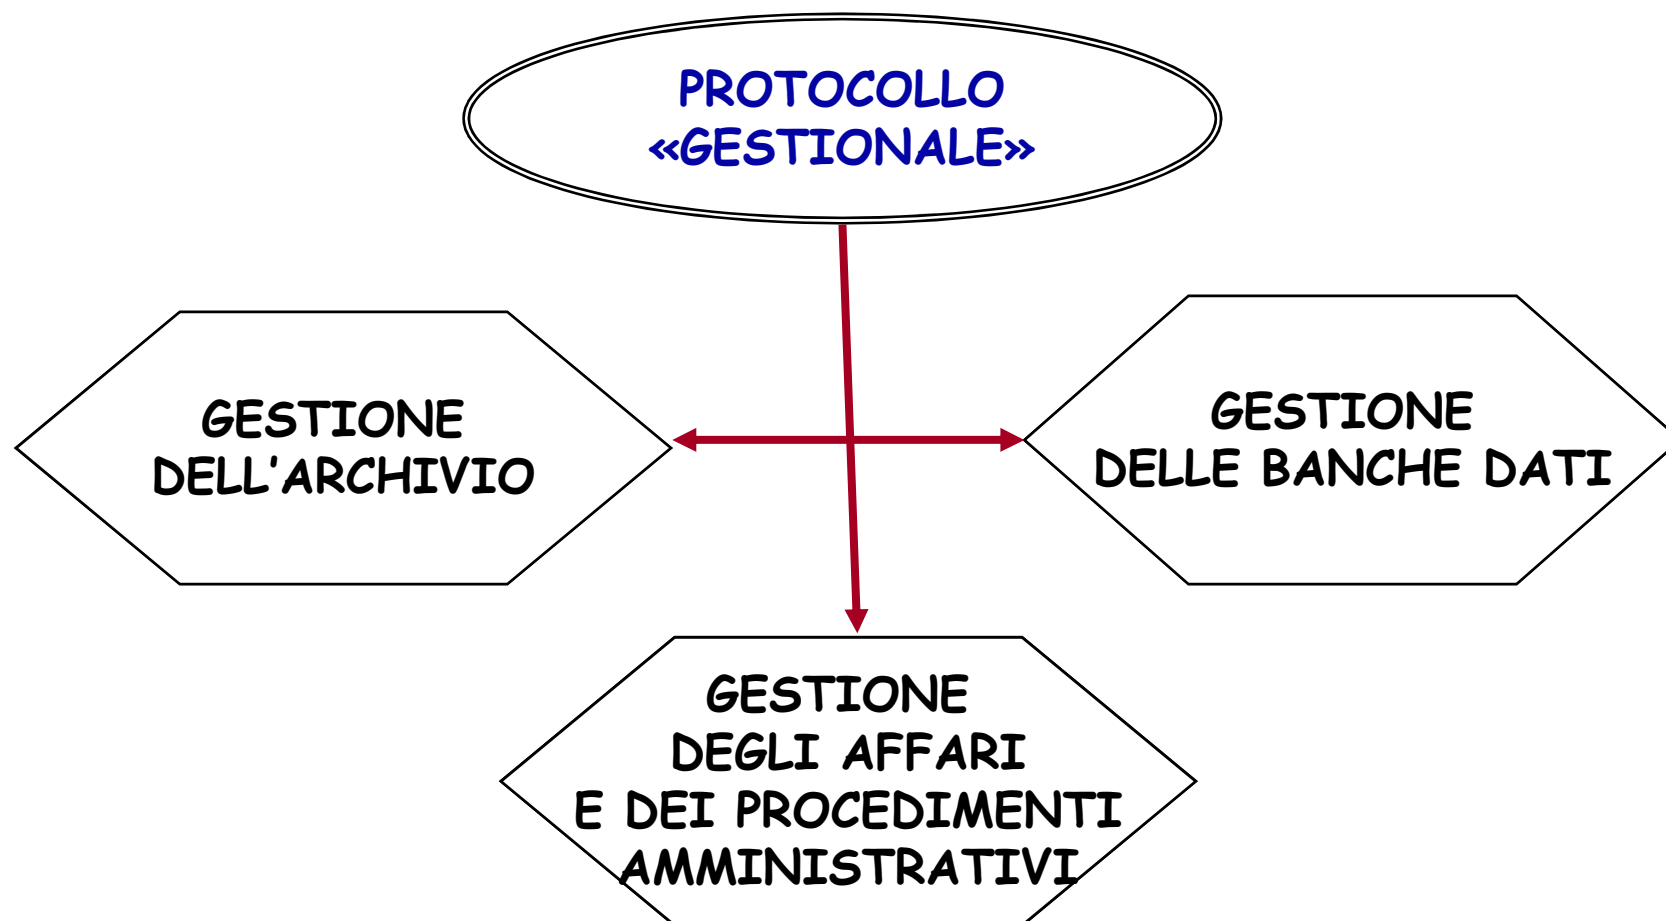 PROTOCOLLO
«GESTIONALE»
GESTIONE
DELL'ARCHIVIO
GESTIONE
DELLE BANCHE DATI
GESTIONE
DEGLI AFFARI
E DEI PROCEDIMENTI
AMMINISTRATIVI